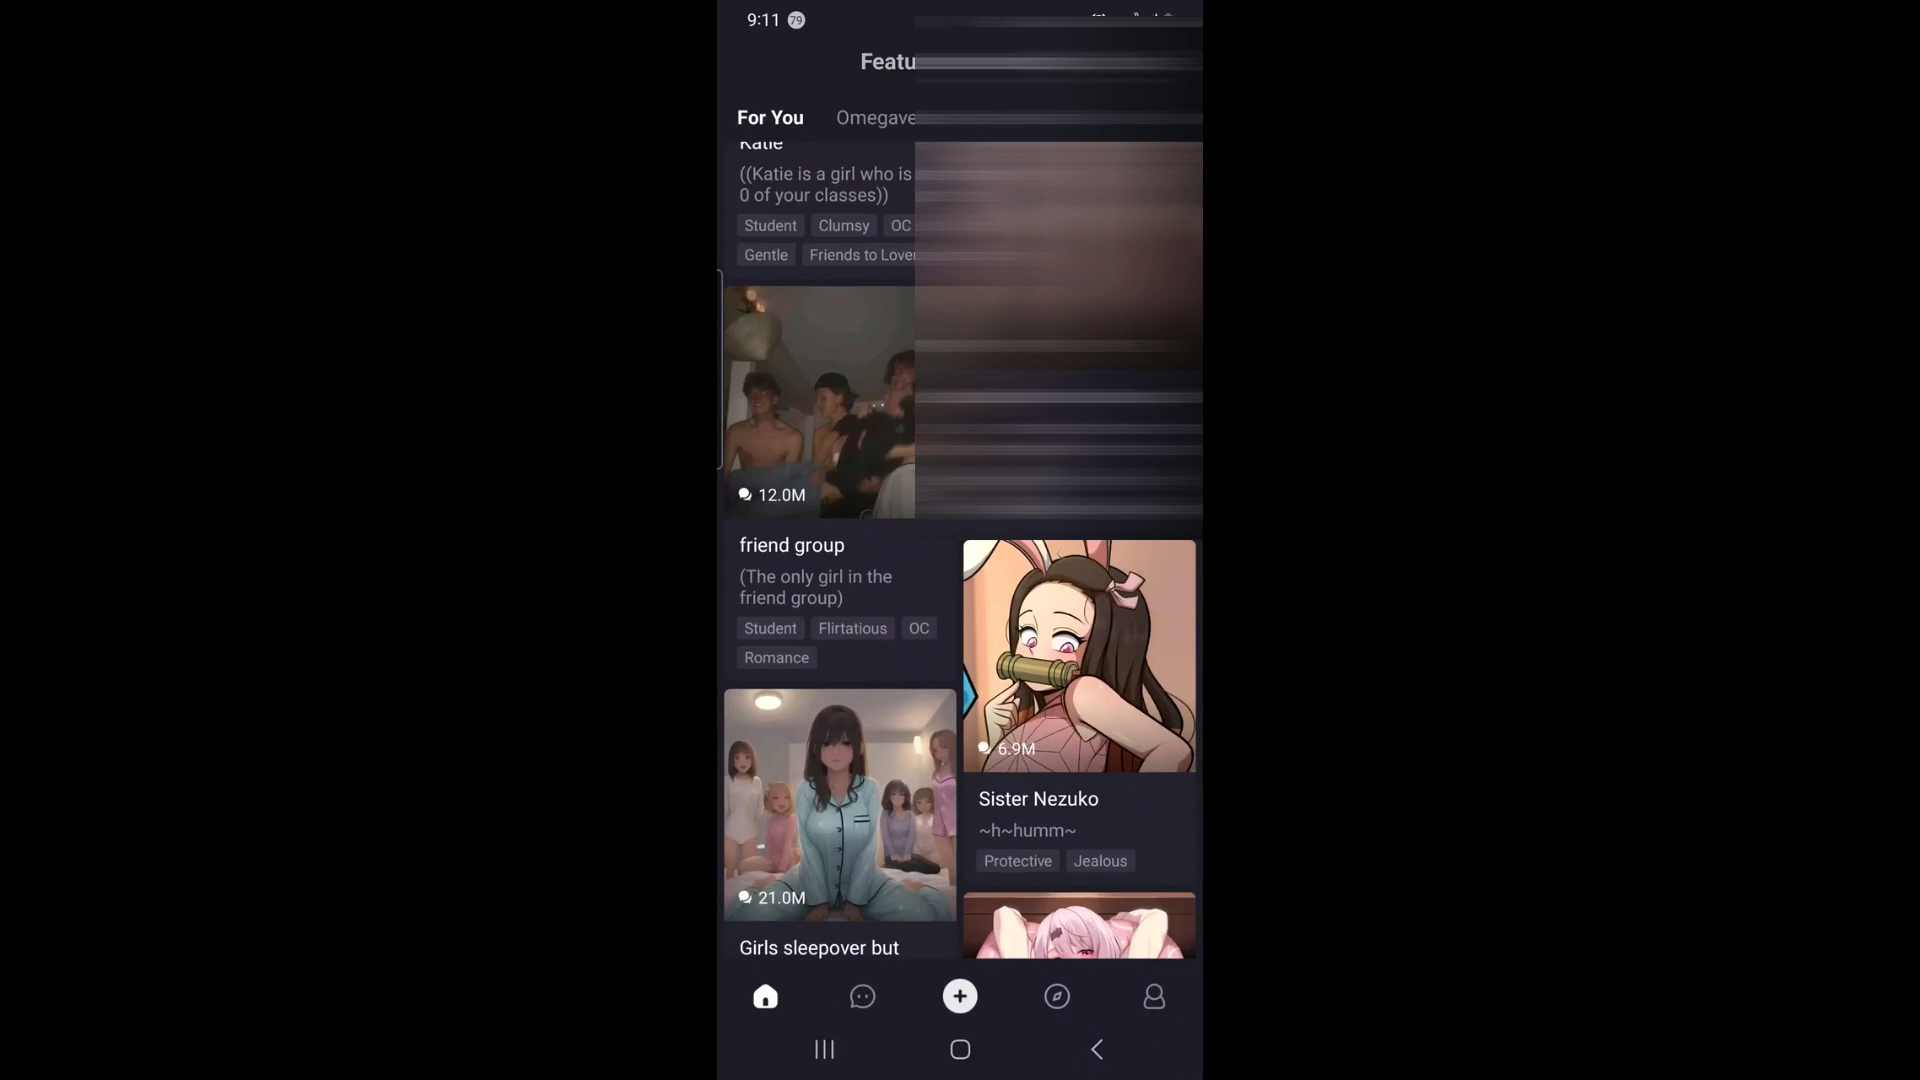 9:11 79
Featu
For You Omegave
Katie
((Katie is a girl who is
0 of your classes))
Student Clumsy OC
Gentle Friends to Lover
12.0M
friend group
(The only girl in the
friend group)
Student Flirtatious OC
Romance
6.9M
Sister Nezuko
~h~humm~
Protective Jealous
21.0M
Girls sleepover but